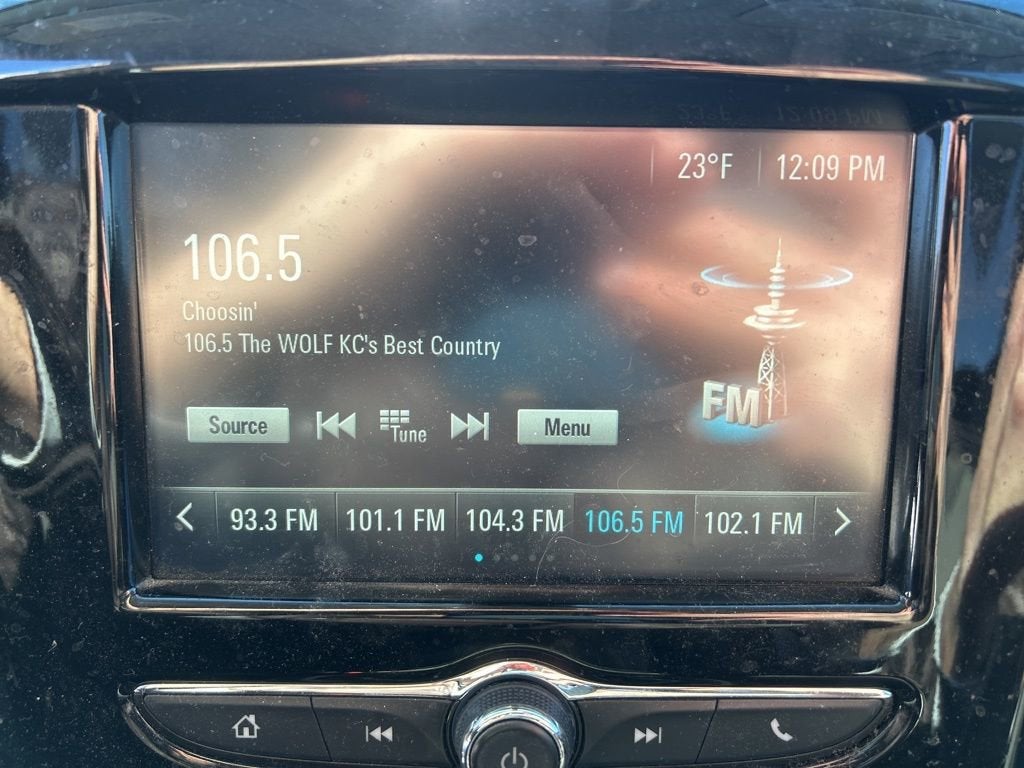 23°F 12:09 PM
106.5
Choosin'
106.5 The WOLF KC's Best Country
FM
Source Tune Menu
93.3 FM 101.1 FM 104.3 FM 106.5 FM 102.1 FM